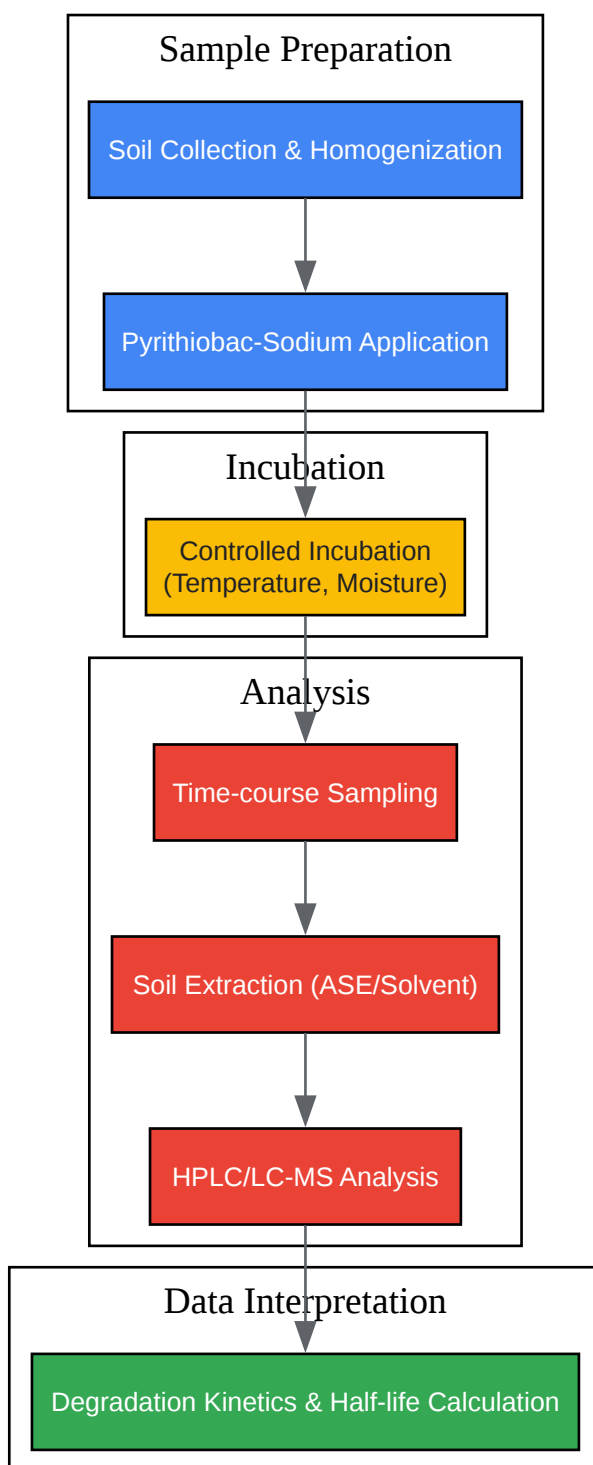 Sample Preparation
Soil Collection & Homogenization
Pyrithiobac-Sodium Application
Incubation
Controlled Incubation
(Temperature, Moisture)
Analysis
Time-course Sampling
Soil Extraction (ASE/Solvent)
HPLC/LC-MS Analysis
Data Interpretation
Degradation Kinetics & Half-life Calculation